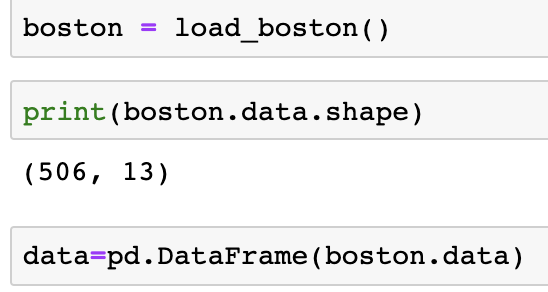 boston = load_boston()
print(boston.data.shape)
(506, 13)
data=pd.DataFrame(boston.data)